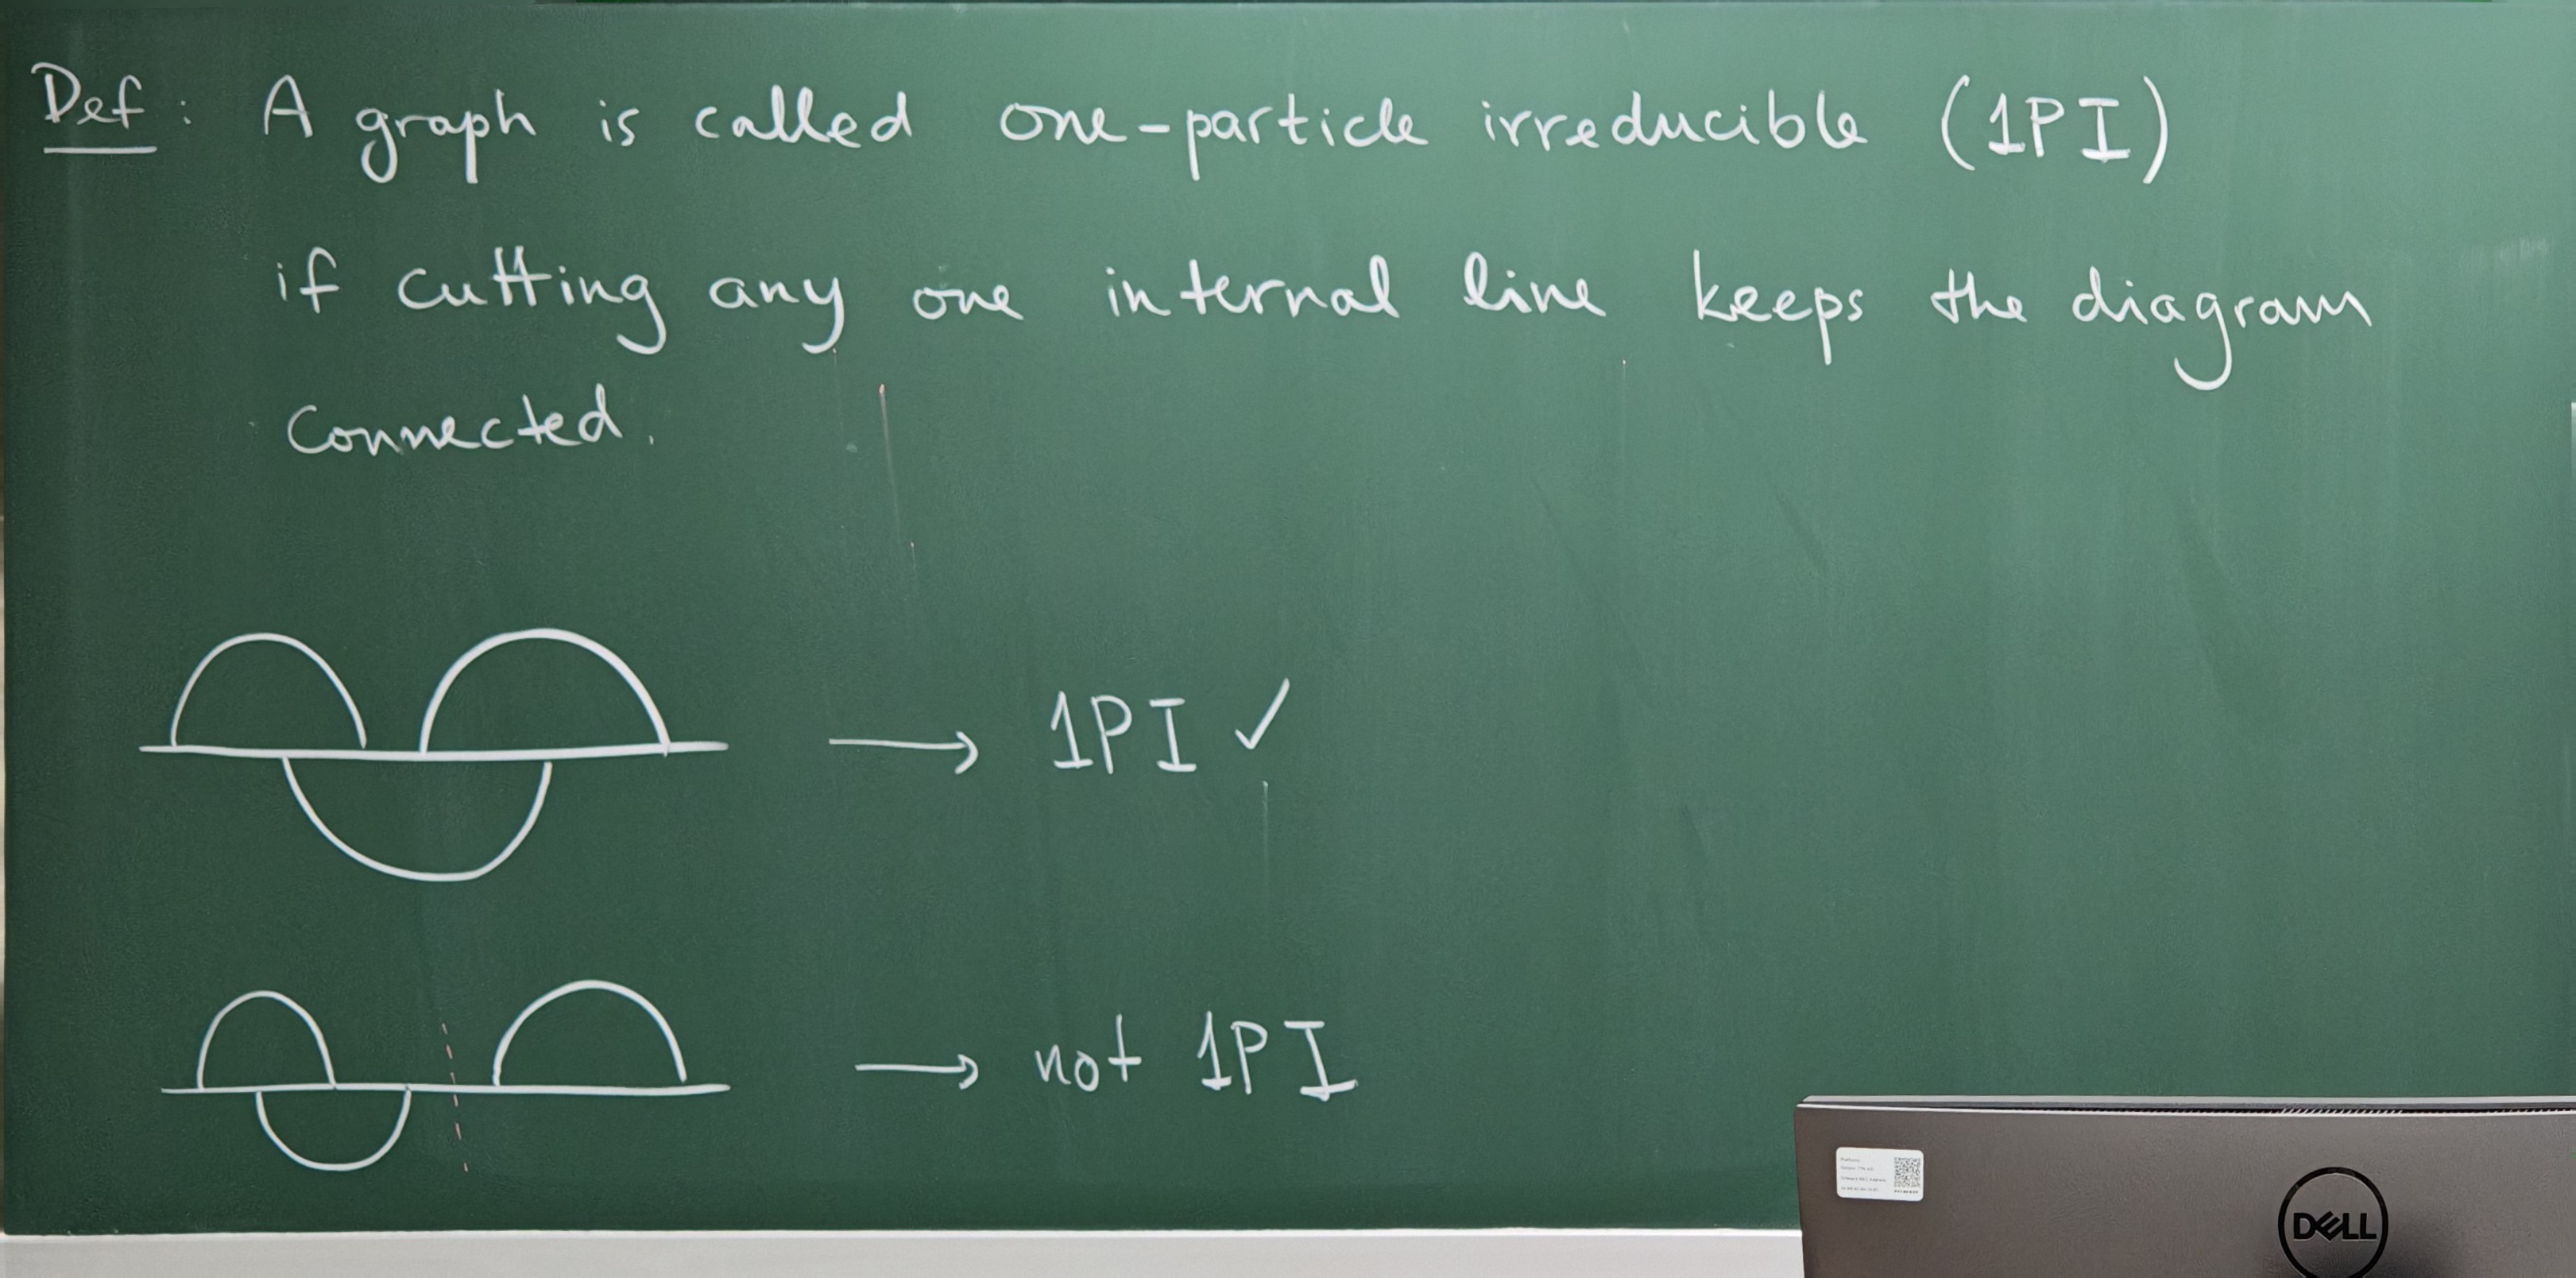 Def: A graph is called one-particle irreducible (1PI)
if cutting any one internal line keeps the diagram
connected.
→ 1PI ✓
→ not 1PI
DELL